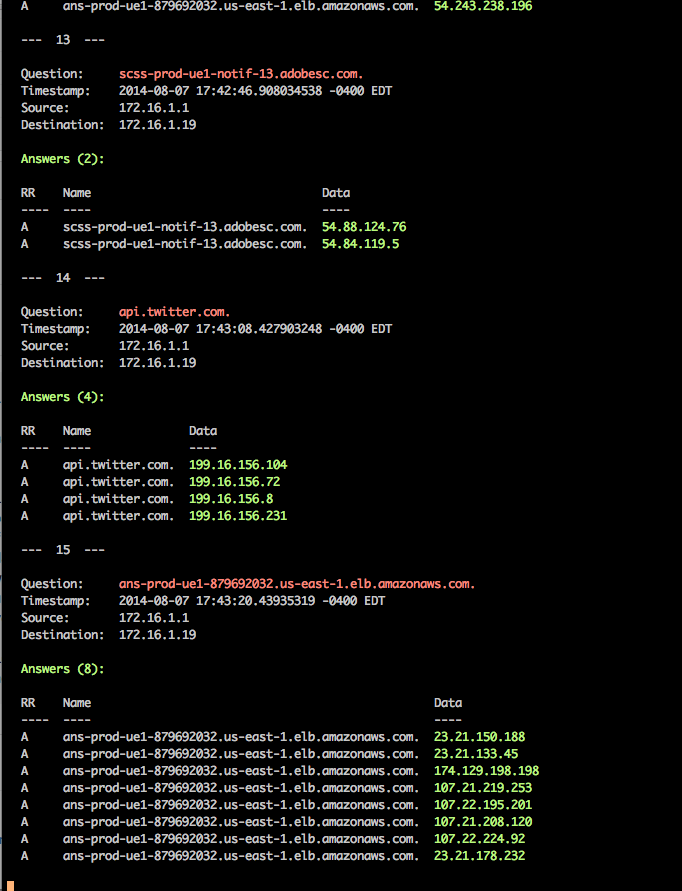 A    ans-prod-ue1-879692032.us-east-1.elb.amazonaws.com.  54.243.238.196
---  13  ---
Question:     scss-prod-ue1-notif-13.adobesc.com.
Timestamp:    2014-08-07 17:42:46.908034538 -0400 EDT
Source:       172.16.1.1
Destination:  172.16.1.19
Answers (2):
RR    Name                                 Data
----  ----                                 ----
A     scss-prod-ue1-notif-13.adobesc.com.  54.88.124.76
A     scss-prod-ue1-notif-13.adobesc.com.  54.84.119.5
---  14  ---
Question:     api.twitter.com.
Timestamp:    2014-08-07 17:43:08.427903248 -0400 EDT
Source:       172.16.1.1
Destination:  172.16.1.19
Answers (4):
RR    Name              Data
----  ----              ----
A     api.twitter.com.  199.16.156.104
A     api.twitter.com.  199.16.156.72
A     api.twitter.com.  199.16.156.8
A     api.twitter.com.  199.16.156.231
---  15  ---
Question:     ans-prod-ue1-879692032.us-east-1.elb.amazonaws.com.
Timestamp:    2014-08-07 17:43:20.43935319 -0400 EDT
Source:       172.16.1.1
Destination:  172.16.1.19
Answers (8):
RR    Name                                                 Data
----  ----                                                 ----
A     ans-prod-ue1-879692032.us-east-1.elb.amazonaws.com.  23.21.150.188
A     ans-prod-ue1-879692032.us-east-1.elb.amazonaws.com.  23.21.133.45
A     ans-prod-ue1-879692032.us-east-1.elb.amazonaws.com.  174.129.198.198
A     ans-prod-ue1-879692032.us-east-1.elb.amazonaws.com.  107.21.219.253
A     ans-prod-ue1-879692032.us-east-1.elb.amazonaws.com.  107.22.195.201
A     ans-prod-ue1-879692032.us-east-1.elb.amazonaws.com.  107.21.208.120
A     ans-prod-ue1-879692032.us-east-1.elb.amazonaws.com.  107.22.224.92
A     ans-prod-ue1-879692032.us-east-1.elb.amazonaws.com.  23.21.178.232